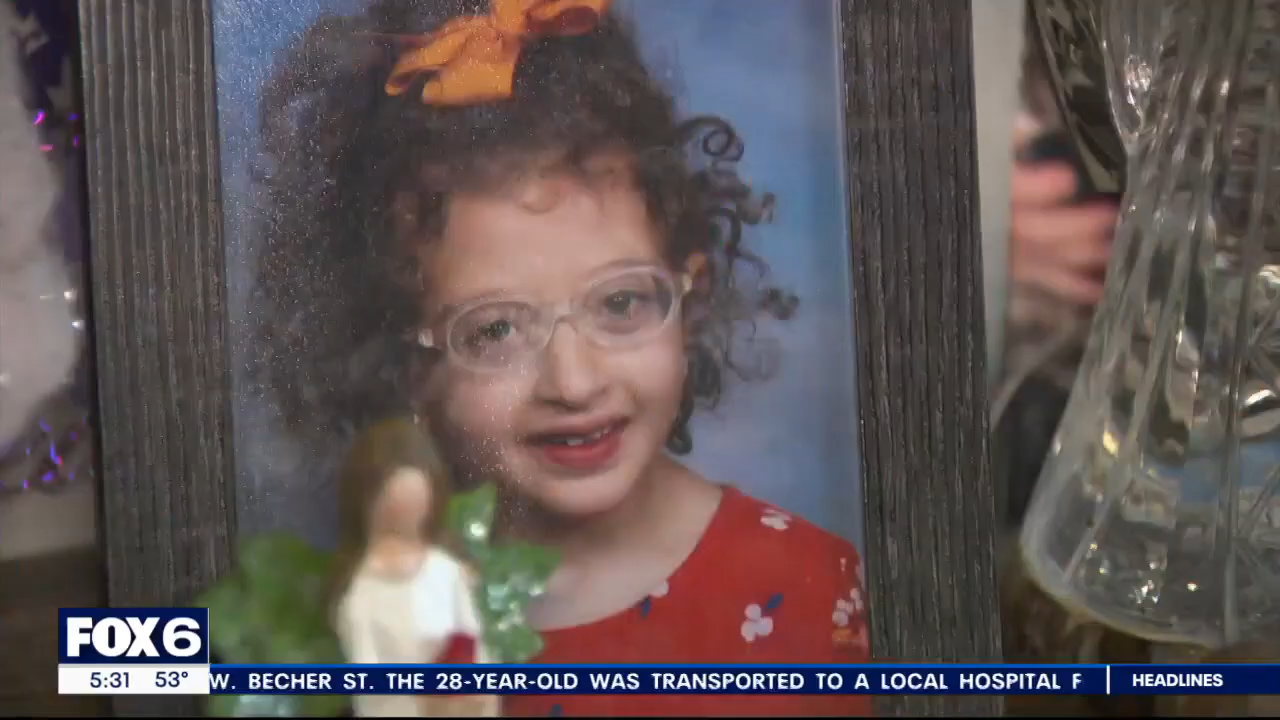 FOX6
5:31 53°
W. BECHER ST. THE 28-YEAR-OLD WAS TRANSPORTED TO A LOCAL HOSPITAL
HEADLINES